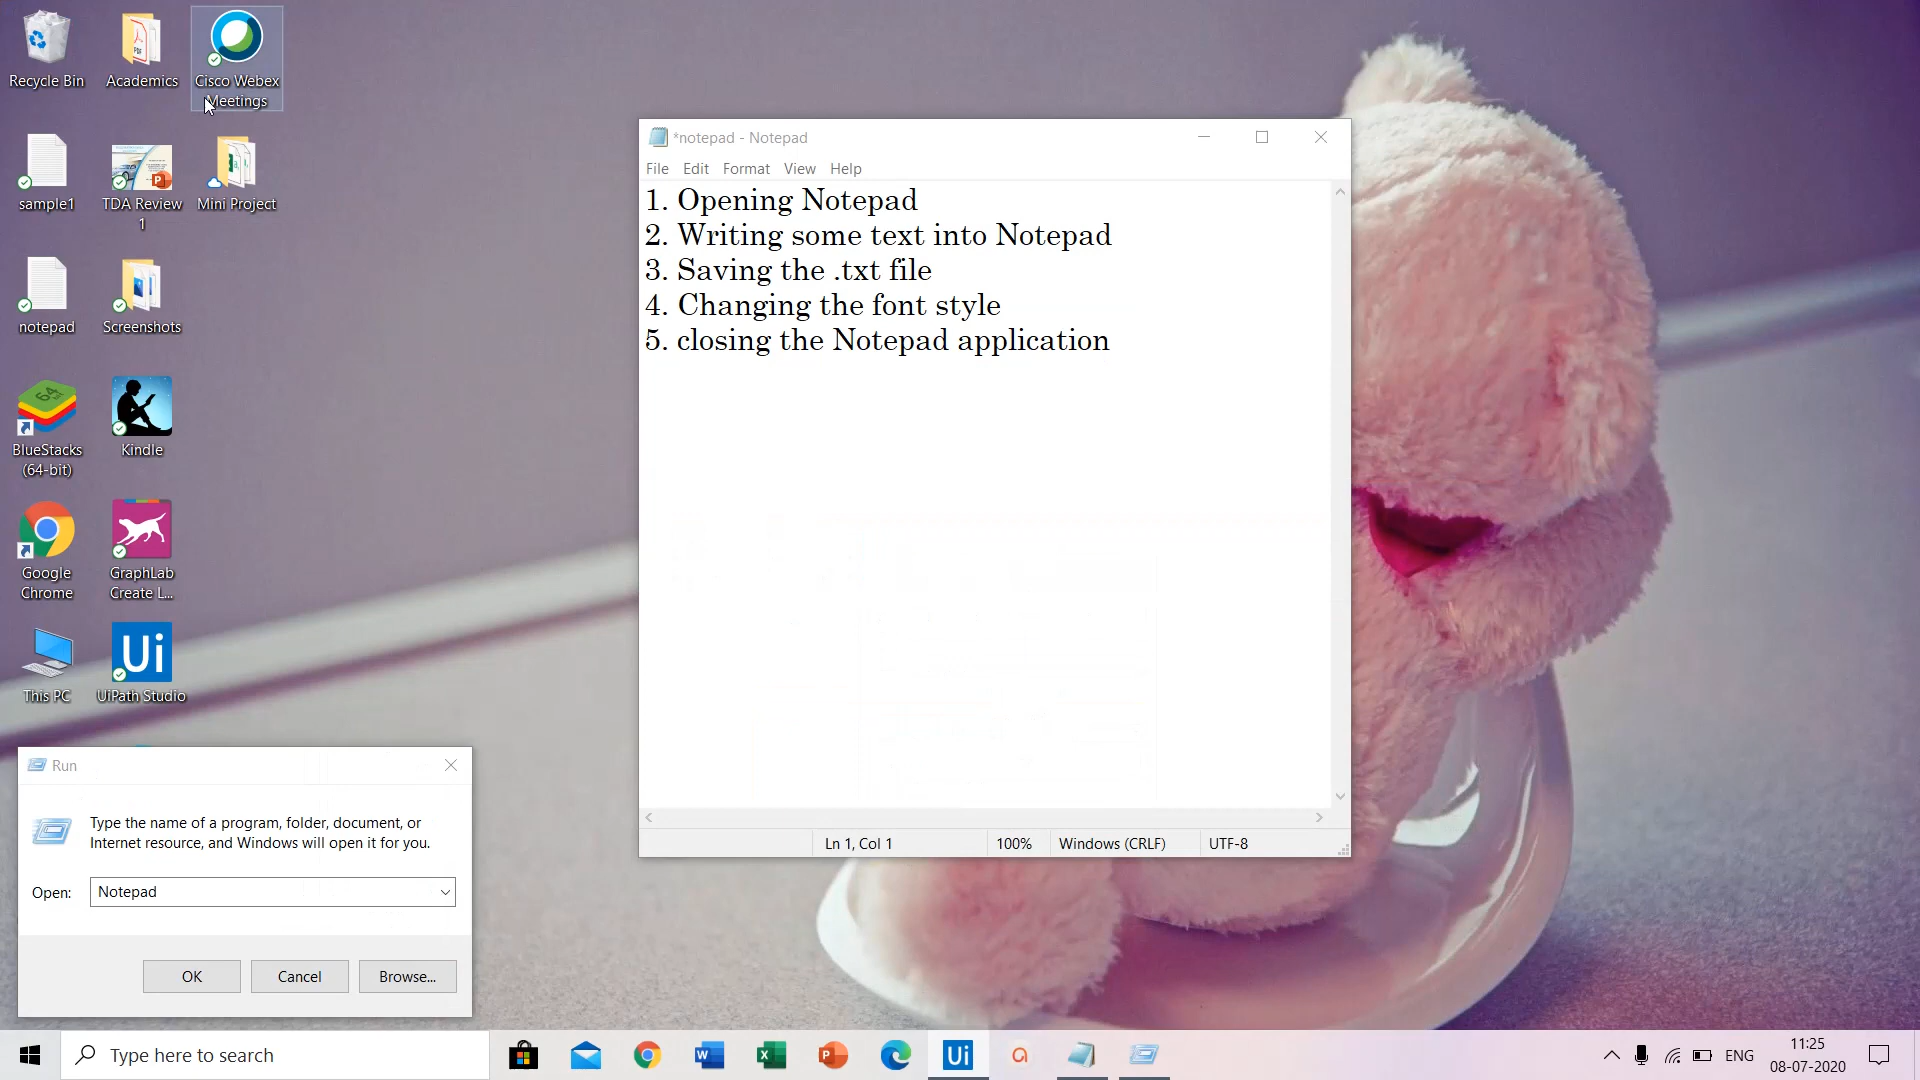 Recycle Bin
Academics
Cisco Webex
Meetings
sample1
TDA Review
1
Mini Project
notepad
Screenshots
BlueStacks
(64-bit)
Kindle
Google
Chrome
GraphLab
Create L...
This PC
UiPath Studio
*notepad - Notepad
File Edit Format View Help
1. Opening Notepad
2. Writing some text into Notepad
3. Saving the .txt file
4. Changing the font style
5. closing the Notepad application
Ln 1, Col 1 100% Windows (CRLF) UTF-8
Run
Type the name of a program, folder, document, or
Internet resource, and Windows will open it for you.
Open: Notepad
OK Cancel Browse...
Type here to search
ENG
11:25
08-07-2020